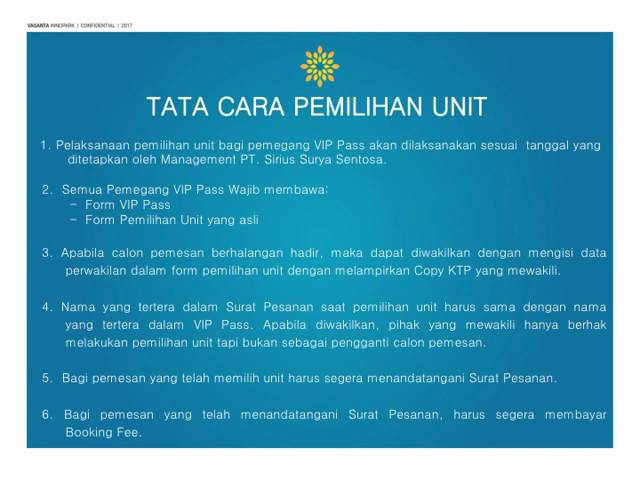 VASANTA INNOPARK | CONFIDENTIAL | 2017
TATA CARA PEMILIHAN UNIT
1. Pelaksanaan pemilihan unit bagi pemegang VIP Pass akan dilaksanakan sesuai tanggal yang
ditetapkan oleh Management PT. Sirius Surya Sentosa.
2. Semua Pemegang VIP Pass Wajib membawa:
- Form VIP Pass
- Form Pemilihan Unit yang asli
3. Apabila calon pemesan berhalangan hadir, maka dapat diwakilkan dengan mengisi data
perwakilan dalam form pemilihan unit dengan melampirkan Copy KTP yang mewakili.
4. Nama yang tertera dalam Surat Pesanan saat pemilihan unit harus sama dengan nama
yang tertera dalam VIP Pass. Apabila diwakilkan, pihak yang mewakili hanya berhak
melakukan pemilihan unit tapi bukan sebagai pengganti calon pemesan.
5. Bagi pemesan yang telah memilih unit harus segera menandatangani Surat Pesanan.
6. Bagi pemesan yang telah menandatangani Surat Pesanan, harus segera membayar
Booking Fee.